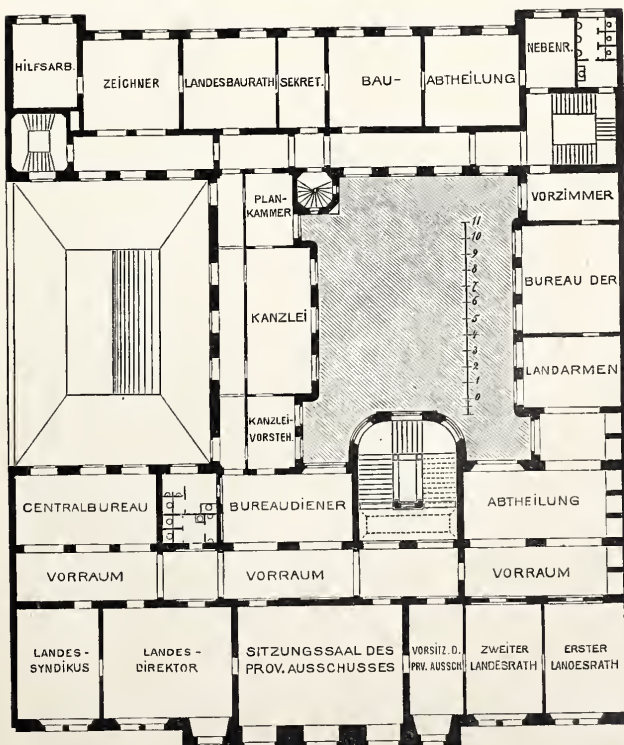 HILFSARB.
ZEICHNER
LANDESBAURATH
SEKRET.
BAU-
ABTHEILUNG
NEBENR.
PLAN-
KAMMER
VORZIMMER
11
10
9
8
7
6
5
4
3
2
1
0
BUREAU DER
KANZLEI
LANDARMEN
KANZLEI-
VORSTEH.
CENTRALBUREAU
BUREAUDIENER
ABTHEILUNG
VORRAUM
VORRAUM
VORRAUM
LANDES-
SYNDIKUS
LANDES-
DIREKTOR
SITZUNGSSAAL DES
PROV. AUSSCHUSSES
VORSITZ. D.
PRV. AUSSCH.
ZWEITER
LANDESRATH
ERSTER
LANDESRATH